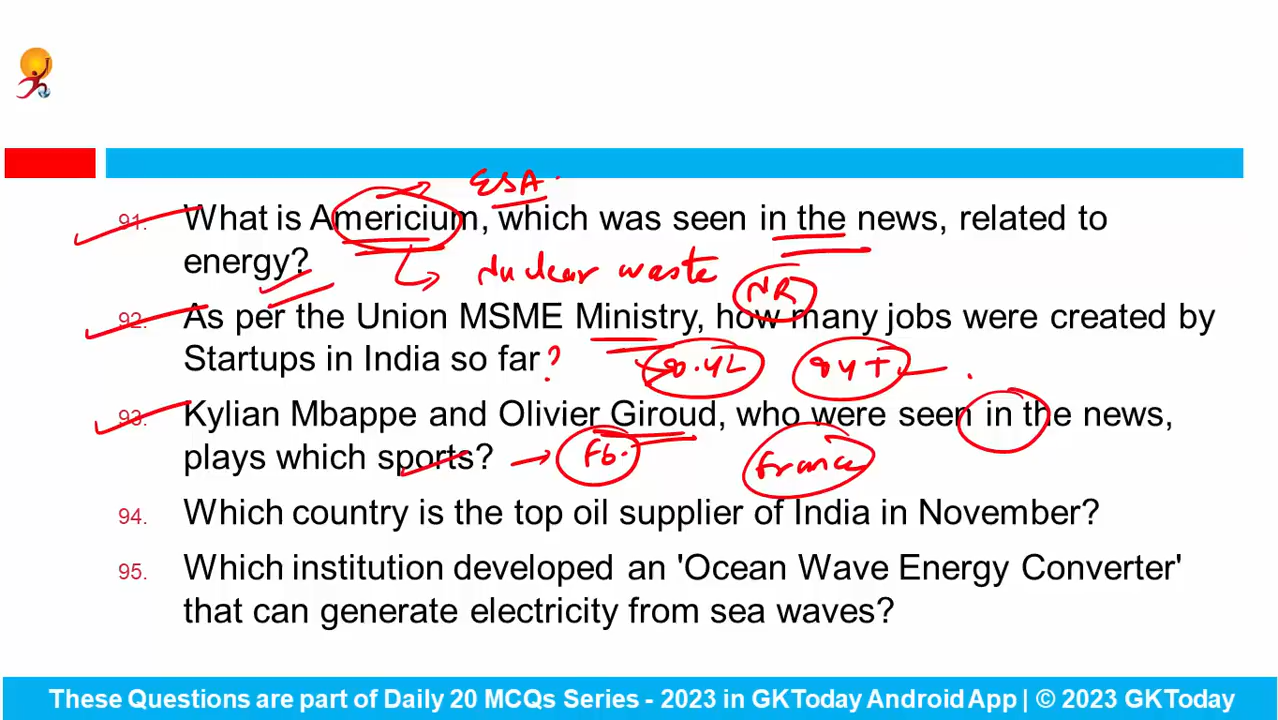 ESA.
91. What is Americium, which was seen in the news, related to
energy?
Nuclear waste
NR
92. As per the Union MSME Ministry, how many jobs were created by
Startups in India so far
?
93. Kylian Mbappe and Olivier Giroud, who were seen in the news,
plays which sports?
Fb.
France
94. Which country is the top oil supplier of India in November?
95. Which institution developed an 'Ocean Wave Energy Converter'
that can generate electricity from sea waves?
These Questions are part of Daily 20 MCQs Series - 2023 in GKToday Android App | © 2023 GKToday